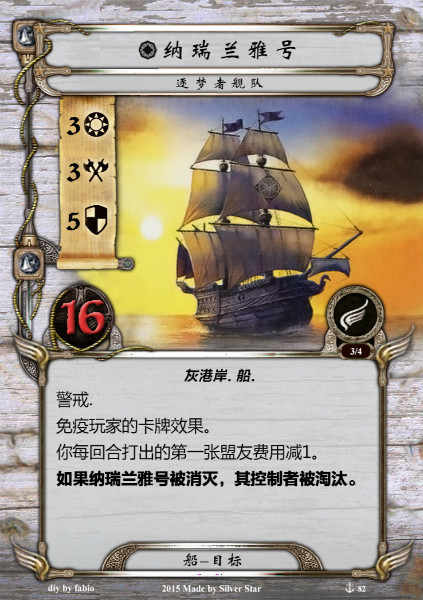 纳瑞兰雅号
逐梦者舰队
3
3
5
16
3/4
灰港岸. 船.
警戒.
免疫玩家的卡牌效果。
你每回合打出的第一张盟友费用减1。
如果纳瑞兰雅号被消灭，其控制者被淘汰。
船–目标
diy by fabio
2015 Made by Silver Star
82